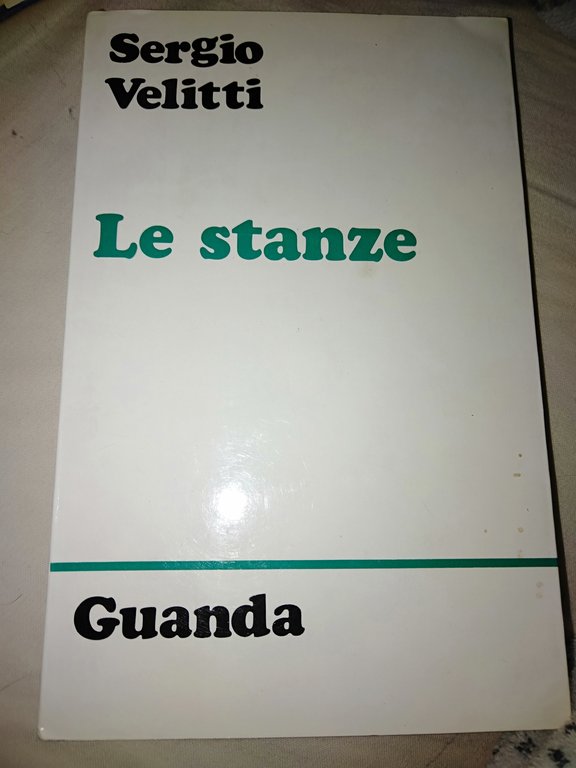 Sergio
Velitti
Le stanze
Guanda